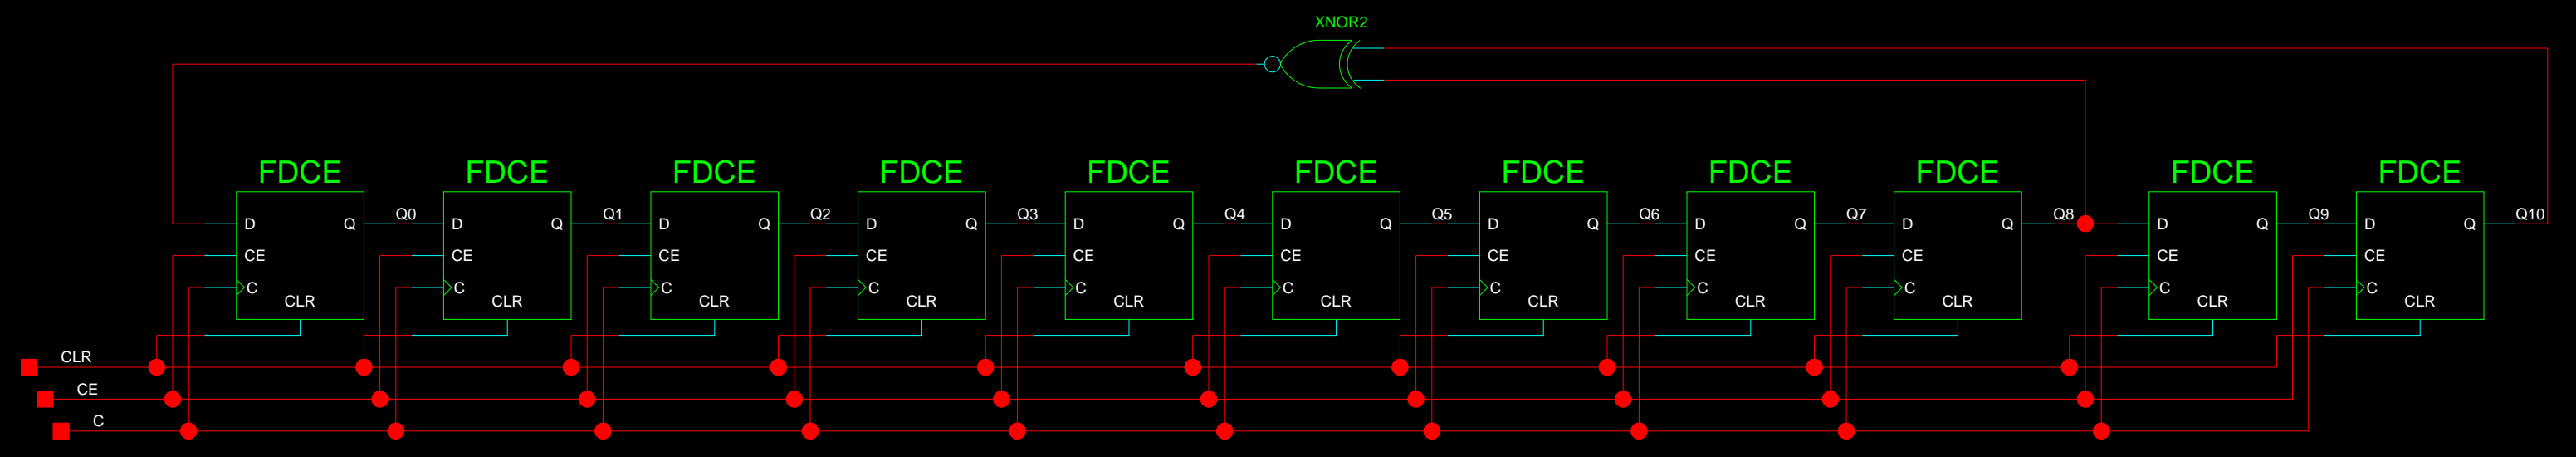 XNOR2
FDCE FDCE FDCE FDCE FDCE FDCE FDCE FDCE FDCE FDCE FDCE
D Q Q0 D Q Q1 D Q Q2 D Q Q3 D Q Q4 D Q Q5 D Q Q6 D Q Q7 D Q Q8 D Q Q9 D Q Q10
CE CE CE CE CE CE CE CE CE CE CE
C C C C C C C C C C C
CLR CLR CLR CLR CLR CLR CLR CLR CLR CLR CLR
CLR
CE
C